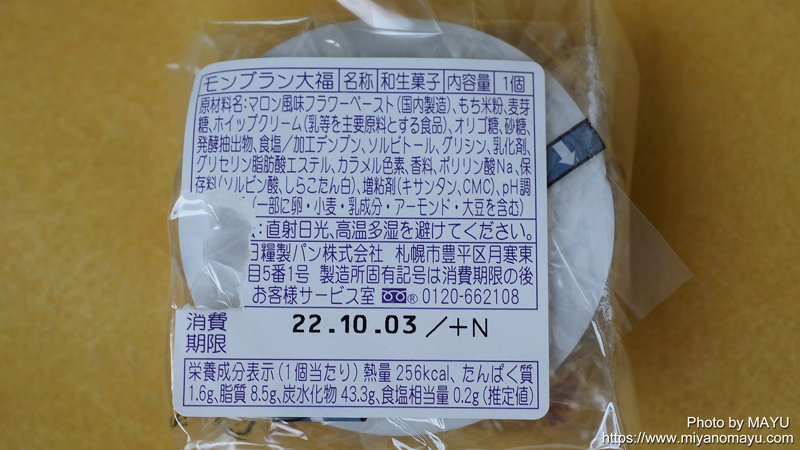 モンブラン大福 名称 和生菓子 内容量 1個
原材料名:マロン風味フラワーペースト(国内製造)、もち米粉、麦芽
糖、ホイップクリーム(乳等を主要原料とする食品)、オリゴ糖、砂糖、
発酵抽出物、食塩/加工デンプン、ソルビトール、グリシン、乳化剤、
グリセリン脂肪酸エステル、カラメル色素、香料、ポリリン酸Na、保
存料(ソルビン酸、しらこたん白)、増粘剤(キサンタン、CMC)、pH調
(一部に卵・小麦・乳成分・アーモンド・大豆を含む)
:直射日光、高温多湿を避けてください。
日糧製パン株式会社 札幌市豊平区月寒東
目5番1号 製造所固有記号は消費期限の後
お客様サービス室 ® 0120-662108
消費
期限
22.10.03/+N
栄養成分表示(1個当たり)熱量256kcal、たんぱく質
1.6g、脂質8.5g、炭水化物43.3g、食塩相当量0.2g(推定値)
Photo by MAYU
https://www.miyanomayu.com/